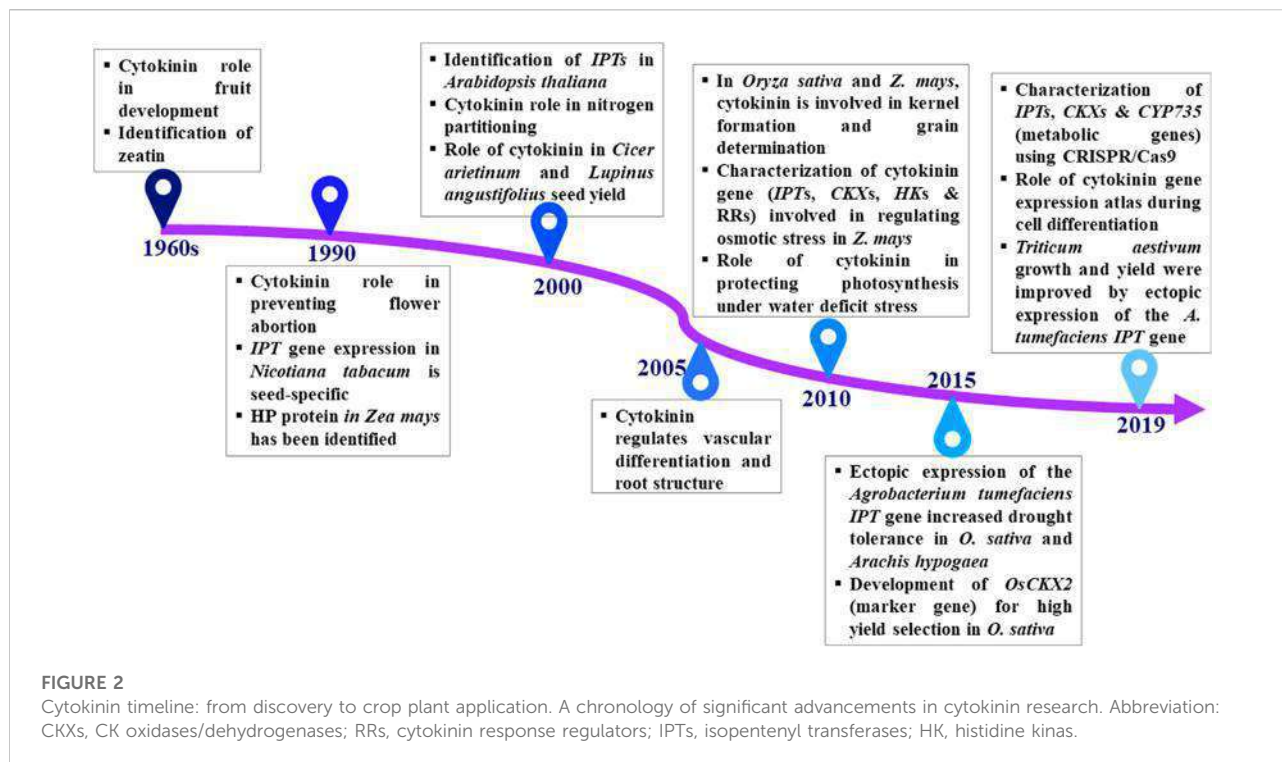 ▪ Cytokinin role
in fruit
development
▪ Identification of
zeatin
1960s
1990
▪ Cytokinin role in
preventing flower
abortion
▪ IPT gene expression in
Nicotiana tabacum is
seed-specific
▪ HP protein in Zea mays
has been identified
▪ Identification of IPTs in
Arabidopsis thaliana
▪ Cytokinin role in nitrogen
partitioning
▪ Role of cytokinin in Cicer
arietinum and Lupinus
angustifolius seed yield
2000
2005
▪ Cytokinin
regulates vascular
differentiation and
root structure
▪ In Oryza sativa and Z. mays,
cytokinin is involved in kernel
formation and grain
determination
▪ Characterization of cytokinin
gene (IPTs, CKXs, HKs &
RRs) involved in regulating
osmotic stress in Z. mays
▪ Role of cytokinin in
protecting photosynthesis
under water deficit stress
2010
2015
▪ Ectopic expression of the
Agrobacterium tumefaciens
IPT gene increased drought
tolerance in O. sativa and
Arachis hypogaea
▪ Development of OsCKX2
(marker gene) for high
yield selection in O. sativa
▪ Characterization of
IPTs, CKXs & CYP735
(metabolic genes)
using CRISPR/Cas9
▪ Role of cytokinin gene
expression atlas during
cell differentiation
▪ Triticum aestivum
growth and yield were
improved by ectopic
expression of the A.
tumefaciens IPT gene
2019
FIGURE 2
Cytokinin timeline: from discovery to crop plant application. A chronology of significant advancements in cytokinin research. Abbreviation:
CKXs, CK oxidases/dehydrogenases; RRs, cytokinin response regulators; IPTs, isopentenyl transferases; HK, histidine kinas.